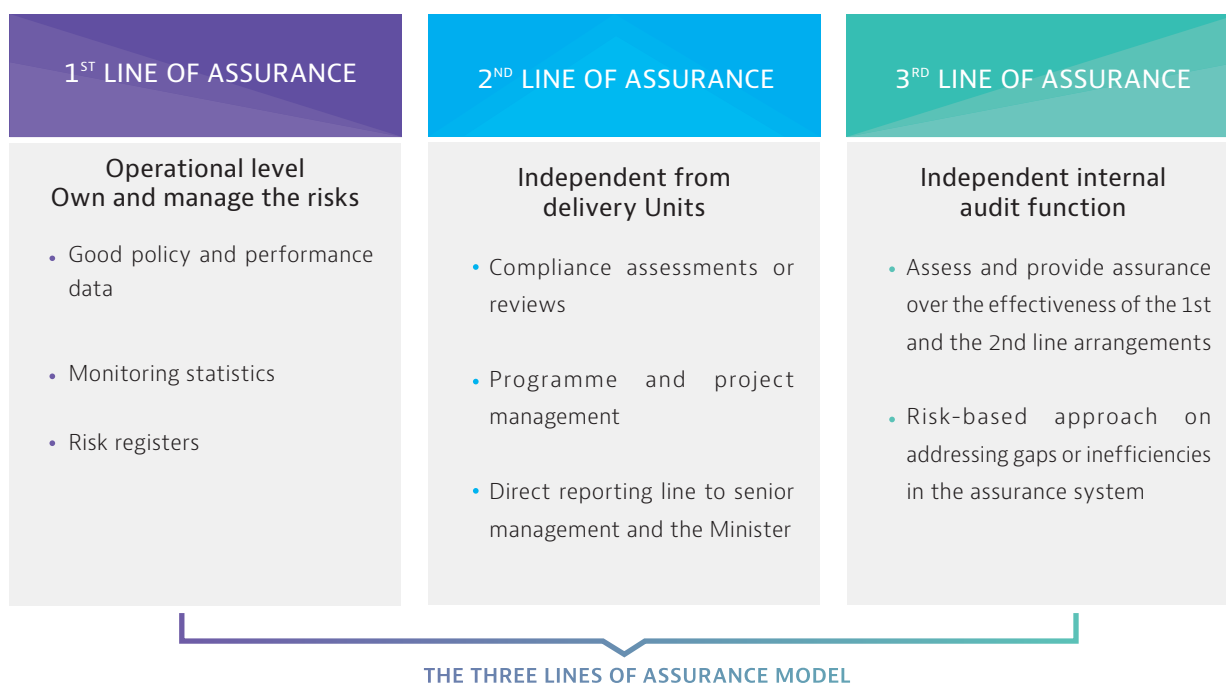 1ST LINE OF ASSURANCE
Operational level
Own and manage the risks
• Good policy and performance
data
• Monitoring statistics
• Risk registers
2ND LINE OF ASSURANCE
Independent from
delivery Units
• Compliance assessments or
reviews
• Programme and project
management
• Direct reporting line to senior
management and the Minister
3RD LINE OF ASSURANCE
Independent internal
audit function
• Assess and provide assurance
over the effectiveness of the 1st
and the 2nd line arrangements
• Risk-based approach on
addressing gaps or inefficiencies
in the assurance system
THE THREE LINES OF ASSURANCE MODEL